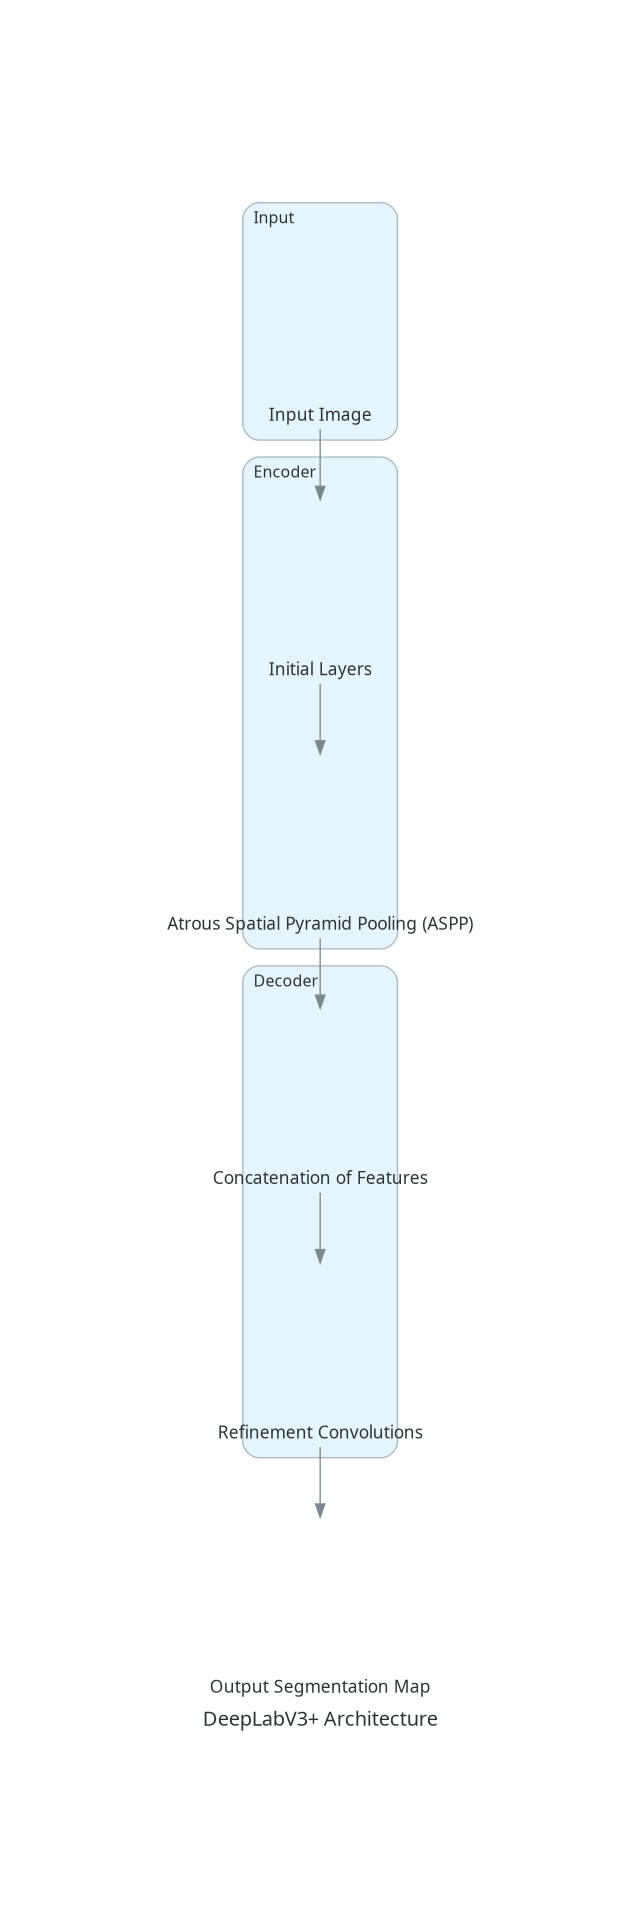 Input
Input Image
Encoder
Initial Layers
Atrous Spatial Pyramid Pooling (ASPP)
Decoder
Concatenation of Features
Refinement Convolutions
Output Segmentation Map
DeepLabV3+ Architecture